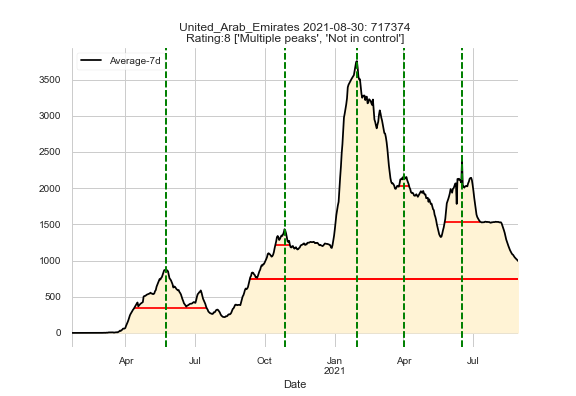 United_Arab_Emirates 2021-08-30: 717374
Rating:8 ['Multiple peaks', 'Not in control']
Average-7d
3500
3000
2500
2000
1500
1000
500
0
Apr
Jul
Oct
Jan
2021
Apr
Jul
Date